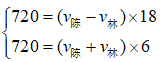 720 = (v陈 − v林) × 18
720 = (v陈 + v林) × 6